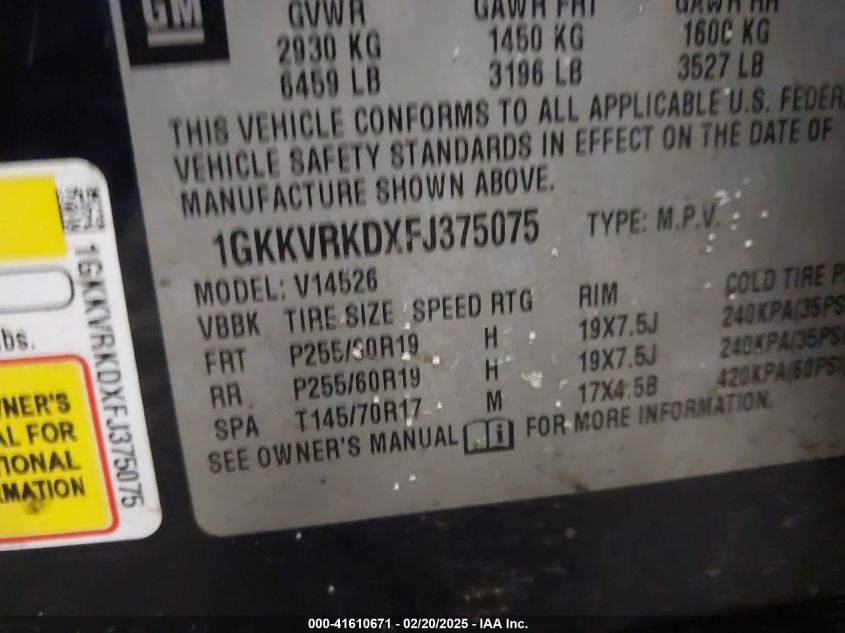 GM
GVWR GAWR FRT GAWR RR
2930 KG 1450 KG 1600 KG
6459 LB 3196 LB 3527 LB
THIS VEHICLE CONFORMS TO ALL APPLICABLE U.S. FEDERA
VEHICLE SAFETY STANDARDS IN EFFECT ON THE DATE OF
MANUFACTURE SHOWN ABOVE.
1GKKVRKDXFJ375075 TYPE: M.P.V.
MODEL: V14526
VBBK TIRE SIZE SPEED RTG RIM COLD TIRE P
FRT P255/60R19 H 19X7.5J 240KPA(35PS
RR P255/60R19 H 19X7.5J 240KPA(35PS
SPA T145/70R17 M 17X4.5B 420KPA(60PSI
SEE OWNER'S MANUAL FOR MORE INFORMATION.
1GKKVRKDXFJ375075
bs.
WNER'S
AL FOR
TIONAL
RMATION
000-41610671 - 02/20/2025 - IAA Inc.